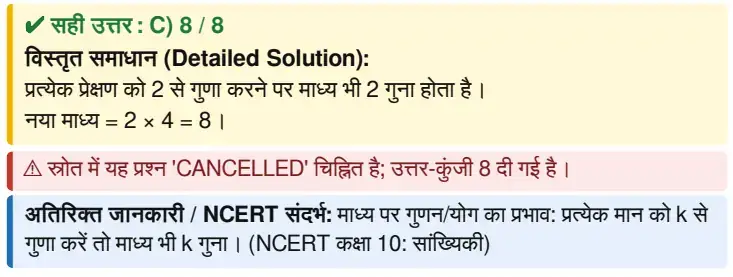 ✔ सही उत्तर : C) 8 / 8
विस्तृत समाधान (Detailed Solution):
प्रत्येक प्रेक्षण को 2 से गुणा करने पर माध्य भी 2 गुना होता है।
नया माध्य = 2 × 4 = 8।
⚠ स्रोत में यह प्रश्न 'CANCELLED' चिह्नित है; उत्तर-कुंजी 8 दी गई है।
अतिरिक्त जानकारी / NCERT संदर्भ: माध्य पर गुणन/योग का प्रभाव: प्रत्येक मान को k से
गुणा करें तो माध्य भी k गुना। (NCERT कक्षा 10: सांख्यिकी)